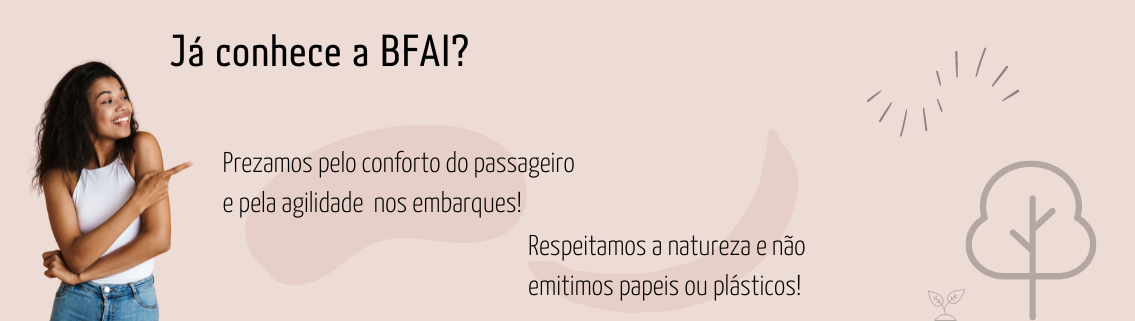 Já conhece a BFAI?
Prezamos pelo conforto do passageiro
e pela agilidade nos embarques!
Respeitamos a natureza e não
emitimos papeis ou plásticos!